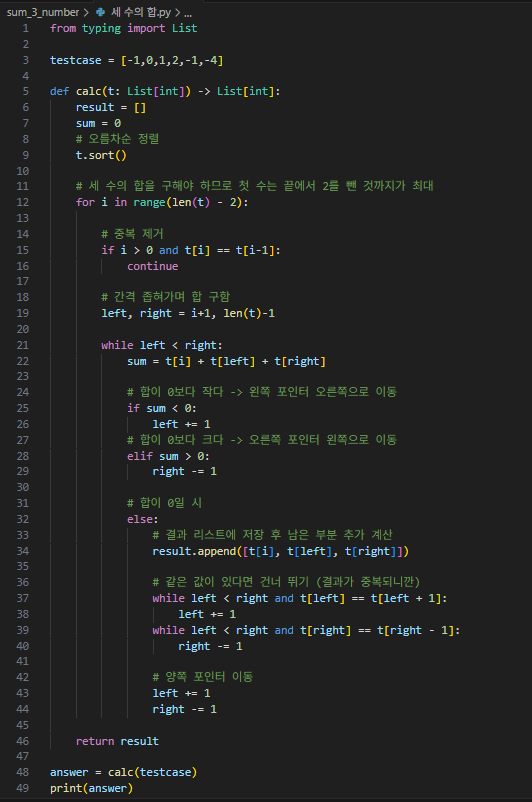 sum_3_number > 세 수의 합.py > ...
1 from typing import List
2
3 testcase = [-1,0,1,2,-1,-4]
4
5 def calc(t: List[int]) -> List[int]:
6     result = []
7     sum = 0
8     # 오름차순 정렬
9     t.sort()
10
11     # 세 수의 합을 구해야 하므로 첫 수는 끝에서 2를 뺀 것까지가 최대
12     for i in range(len(t) - 2):
13
14         # 중복 제거
15         if i > 0 and t[i] == t[i-1]:
16             continue
17
18         # 간격 좁혀가며 합 구함
19         left, right = i+1, len(t)-1
20
21         while left < right:
22             sum = t[i] + t[left] + t[right]
23
24             # 합이 0보다 작다 -> 왼쪽 포인터 오른쪽으로 이동
25             if sum < 0:
26                 left += 1
27             # 합이 0보다 크다 -> 오른쪽 포인터 왼쪽으로 이동
28             elif sum > 0:
29                 right -= 1
30
31             # 합이 0일 시
32             else:
33                 # 결과 리스트에 저장 후 남은 부분 추가 계산
34                 result.append([t[i], t[left], t[right]])
35
36                 # 같은 값이 있다면 건너 뛰기 (결과가 중복되니깐)
37                 while left < right and t[left] == t[left + 1]:
38                     left += 1
39                 while left < right and t[right] == t[right - 1]:
40                     right -= 1
41
42                 # 양쪽 포인터 이동
43                 left += 1
44                 right -= 1
45
46     return result
47
48 answer = calc(testcase)
49 print(answer)